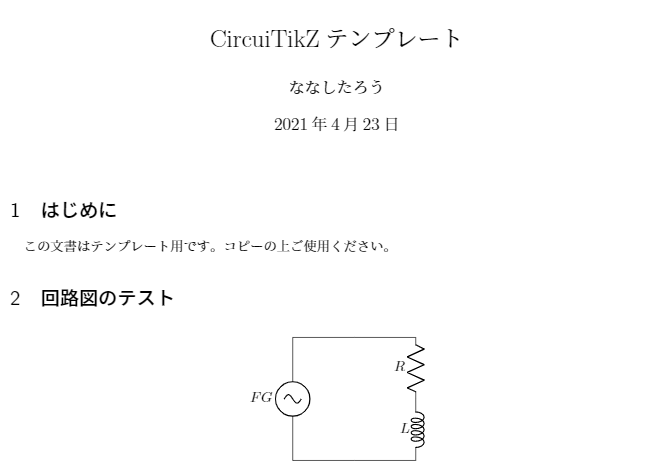 CircuiTikZ テンプレート
ななしたろう
2021 年 4 月 23 日
1 はじめに
この文書はテンプレート用です。コピーの上ご使用ください。
2 回路図のテスト
R
FG
L